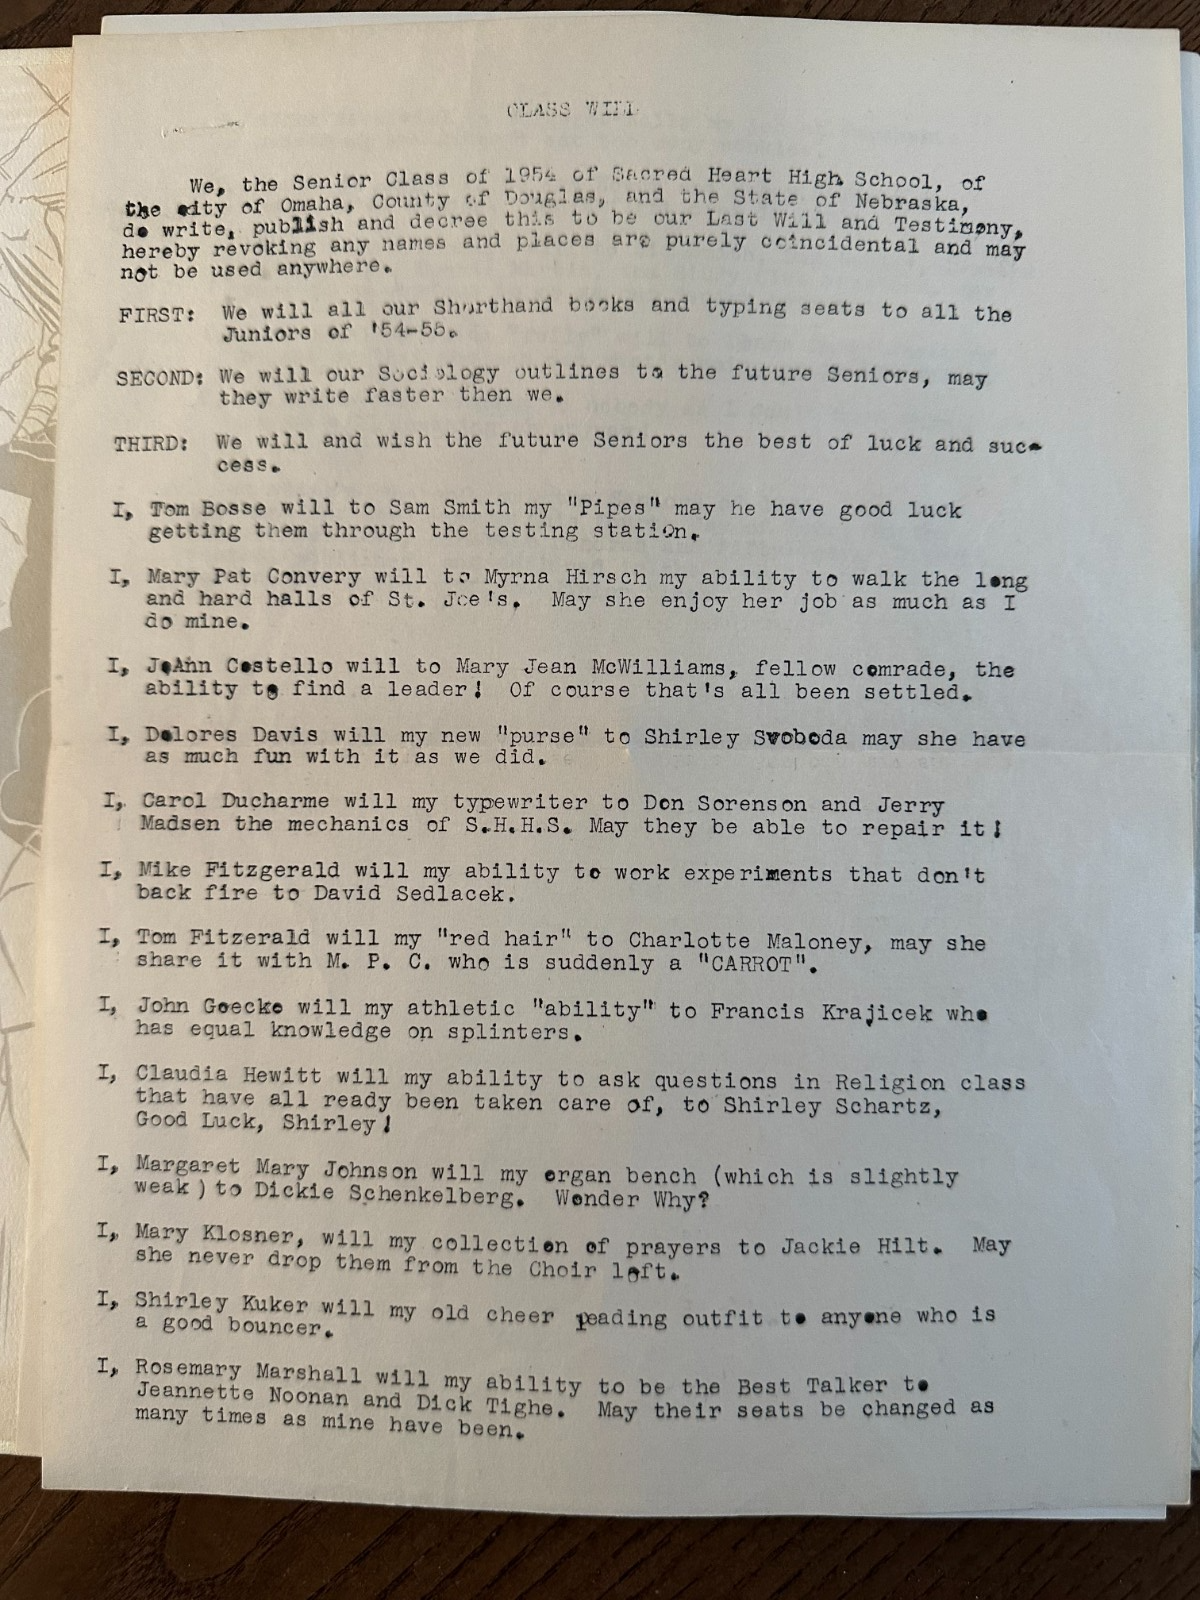 CLASS WILL
We, the Senior Class of 1954 of Sacred Heart High School, of
the city of Omaha, County of Douglas, and the State of Nebraska,
do write, publish and decree this to be our Last Will and Testimony,
hereby revoking any names and places are purely coincidental and may
not be used anywhere.
FIRST: We will all our Shorthand books and typing seats to all the
Juniors of '54-55.
SECOND: We will our Sociology outlines to the future Seniors, may
they write faster then we.
THIRD: We will and wish the future Seniors the best of luck and suc-
cess.
I, Tom Bosse will to Sam Smith my "Pipes" may he have good luck
getting them through the testing station.
I, Mary Pat Convery will to Myrna Hirsch my ability to walk the long
and hard halls of St. Joe's. May she enjoy her job as much as I
do mine.
I, JoAnn Costello will to Mary Jean McWilliams, fellow comrade, the
ability to find a leader! Of course that's all been settled.
I, Dolores Davis will my new "purse" to Shirley Svoboda may she have
as much fun with it as we did.
I, Carol Ducharme will my typewriter to Don Sorenson and Jerry
Madsen the mechanics of S.H.H.S. May they be able to repair it!
I, Mike Fitzgerald will my ability to work experiments that don't
back fire to David Sedlacek.
I, Tom Fitzerald will my "red hair" to Charlotte Maloney, may she
share it with M. P. C. who is suddenly a "CARROT".
I, John Goecke will my athletic "ability" to Francis Krajicek who
has equal knowledge on splinters.
I, Claudia Hewitt will my ability to ask questions in Religion class
that have all ready been taken care of, to Shirley Schartz,
Good Luck, Shirley!
I, Margaret Mary Johnson will my organ bench (which is slightly
weak ) to Dickie Schenkelberg. Wonder Why?
I, Mary Klosner, will my collection of prayers to Jackie Hilt. May
she never drop them from the Choir loft.
I, Shirley Kuker will my old cheer leading outfit to anyone who is
a good bouncer.
I, Rosemary Marshall will my ability to be the Best Talker to
Jeannette Noonan and Dick Tighe. May their seats be changed as
many times as mine have been.